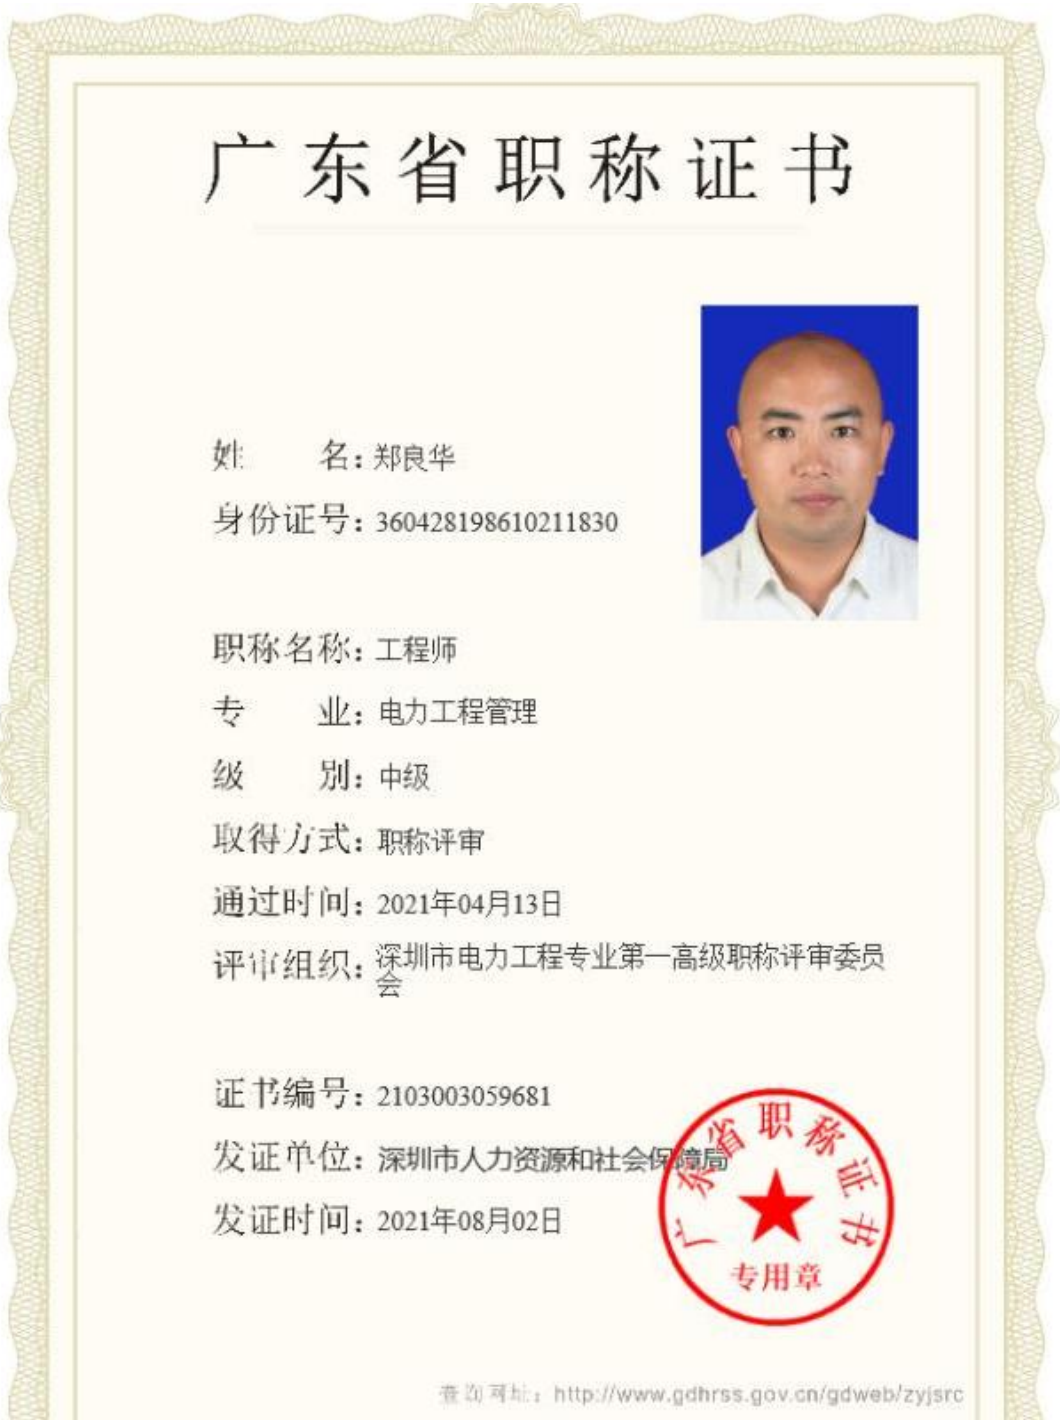 广东省职称证书
姓 名：郑良华
身份证号：360428198610211830
职称名称：工程师
专 业：电力工程管理
级 别：中级
取得方式：职称评审
通过时间：2021年04月13日
评审组织：深圳市电力工程专业第一高级职称评审委员
会
证书编号：2103003059681
发证单位：深圳市人力资源和社会保障局
发证时间：2021年08月02日
广东省职称证书
专用章
查询网址：http://www.gdhrss.gov.cn/gdweb/zyjsrc